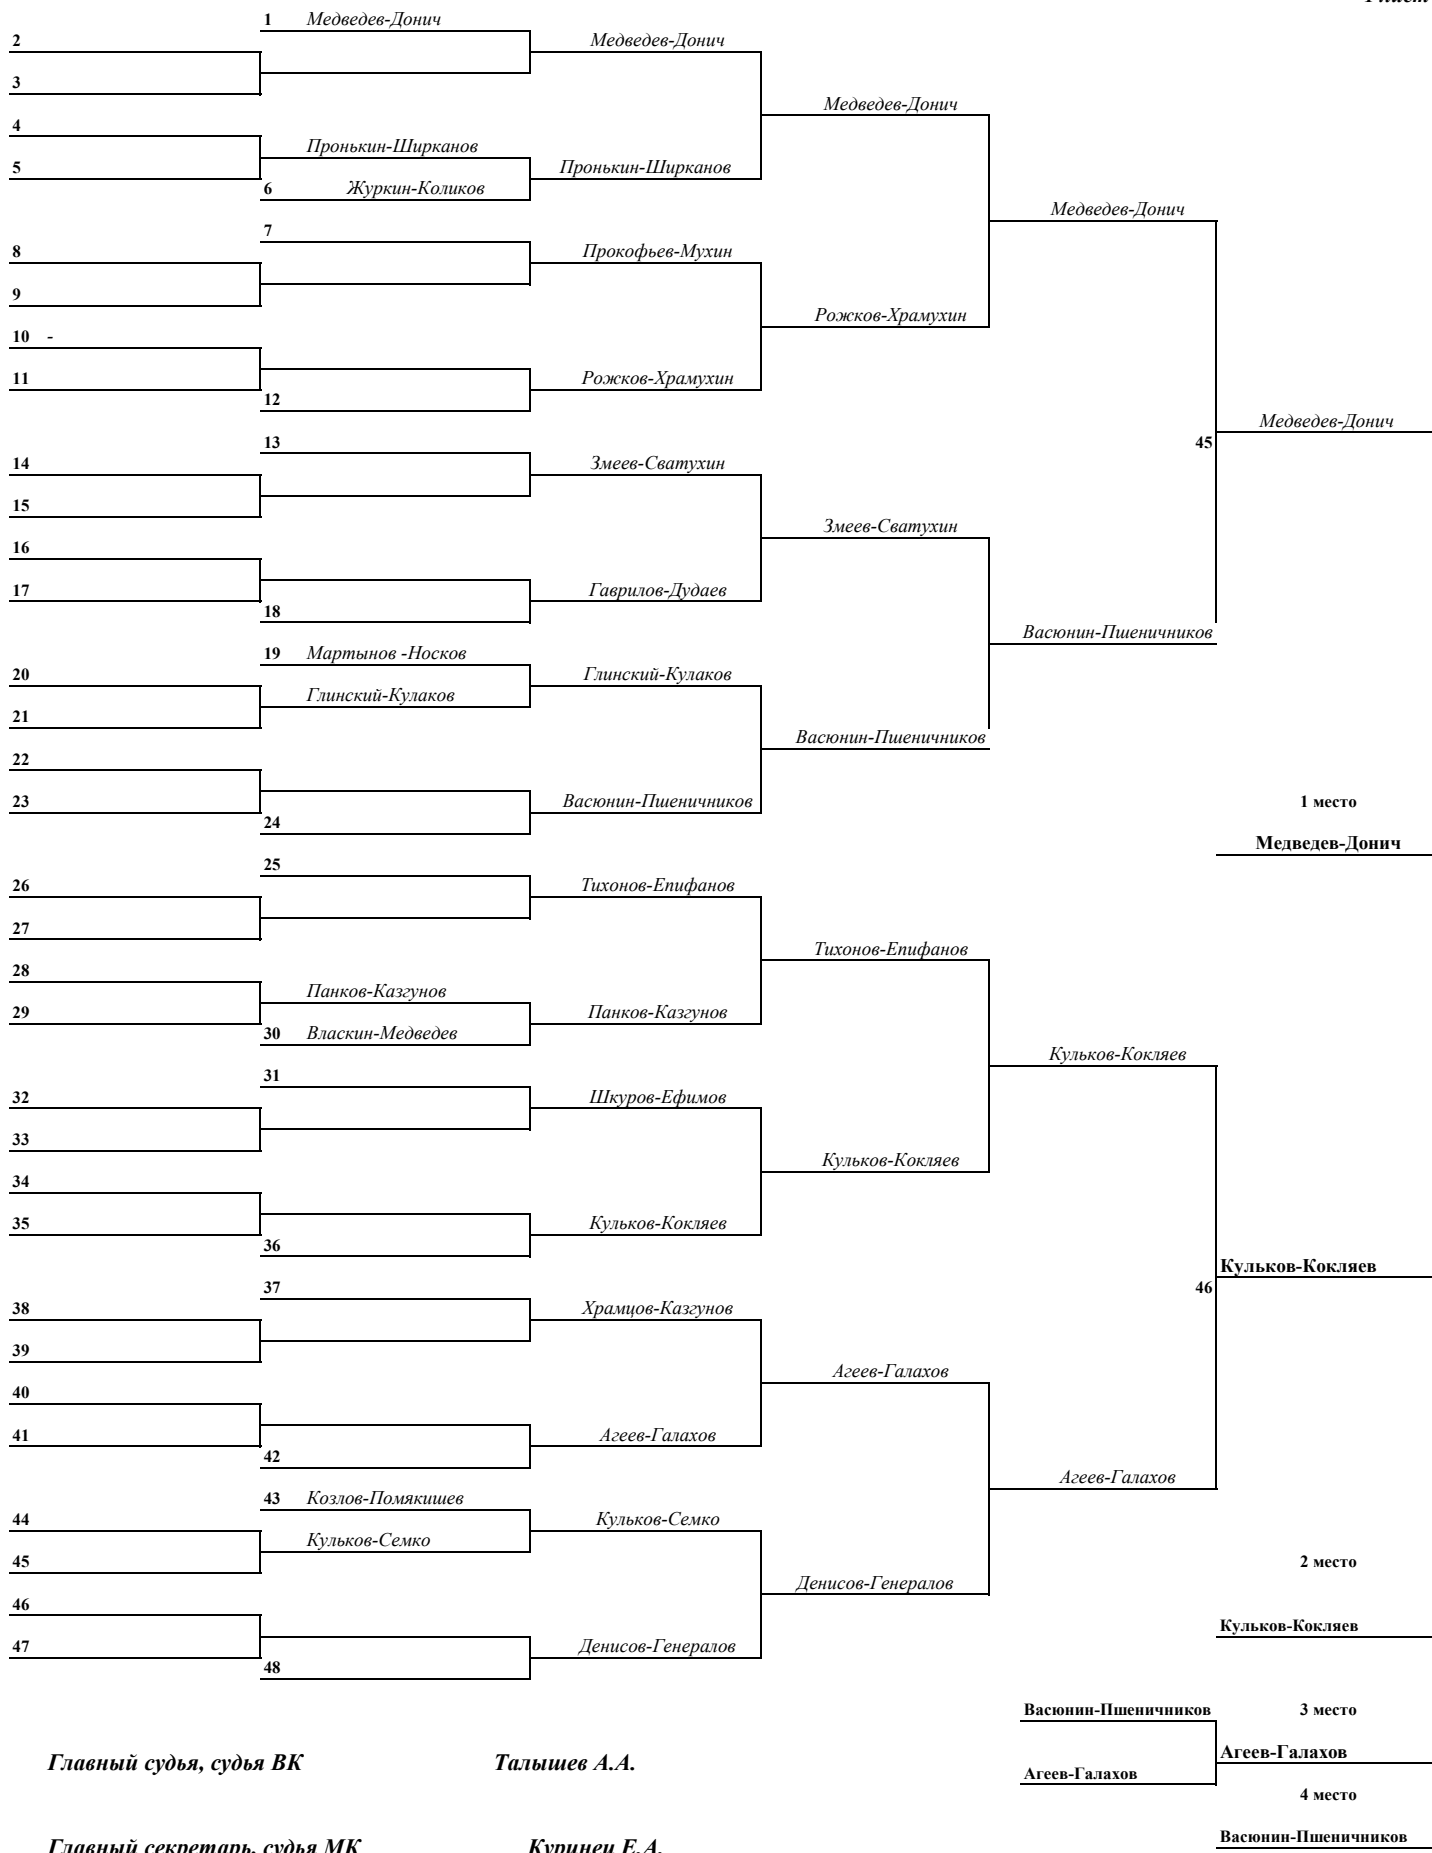 1 Медведев-Донич
2 Медведев-Донич
3
Медведев-Донич
4
Пронькин-Ширканов
5 Пронькин-Ширканов
6 Журкин-Коликов
Медведев-Донич
7
8 Прокофьев-Мухин
9
Рожков-Храмухин
10 -
11 Рожков-Храмухин
12
Медведев-Донич
13 45
14 Змеев-Сватухин
15
Змеев-Сватухин
16
17 Гаврилов-Дудаев
18
Васюнин-Пшеничников
19 Мартынов -Носков
20 Глинский-Кулаков
Глинский-Кулаков
21
Васюнин-Пшеничников
22
23 Васюнин-Пшеничников 1 место
24
Медведев-Донич
25
26 Тихонов-Епифанов
27
Тихонов-Епифанов
28
Панков-Казгунов
29 Панков-Казгунов
30 Власкин-Медведев
Кульков-Кокляев
31
32 Шкуров-Ефимов
33
Кульков-Кокляев
34
35 Кульков-Кокляев
36
Кульков-Кокляев
37 46
38 Храмцов-Казгунов
39
Агеев-Галахов
40
41 Агеев-Галахов
42
Агеев-Галахов
43 Козлов-Помякишев
44 Кульков-Семко
Кульков-Семко
45 2 место
Денисов-Генералов
46
Кульков-Кокляев
47 Денисов-Генералов
48
Васюнин-Пшеничников 3 место
Главный судья, судья ВК Талышев А.А.
Агеев-Галахов
Агеев-Галахов
4 место
Главный секретарь, судья МК Куринец Е.А.
Васюнин-Пшеничников